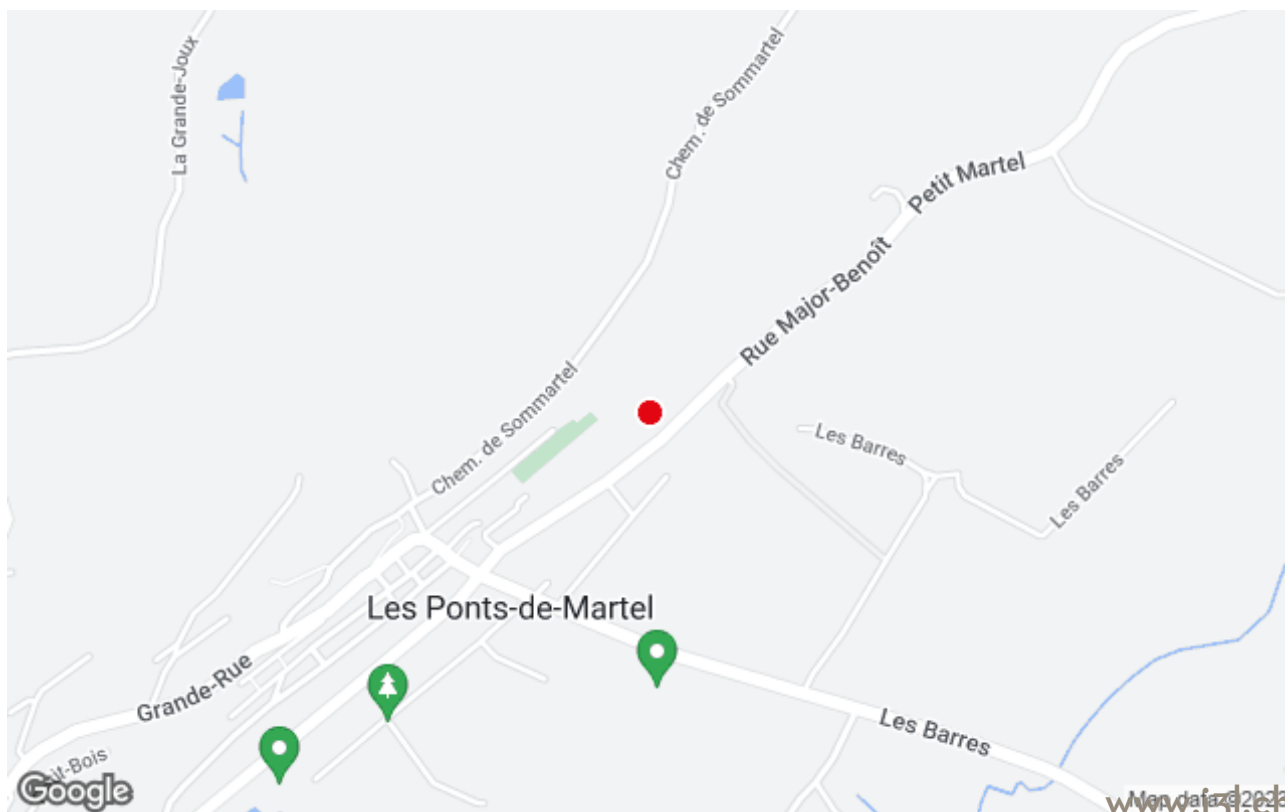 La Grande-Joux
Chem. de Sommartel
Petit Martel
Rue Major-Benoît
Chem. de Sommartel
Les Barres
Les Barres
Les Ponts-de-Martel
Grande-Rue
Les Barres
Google